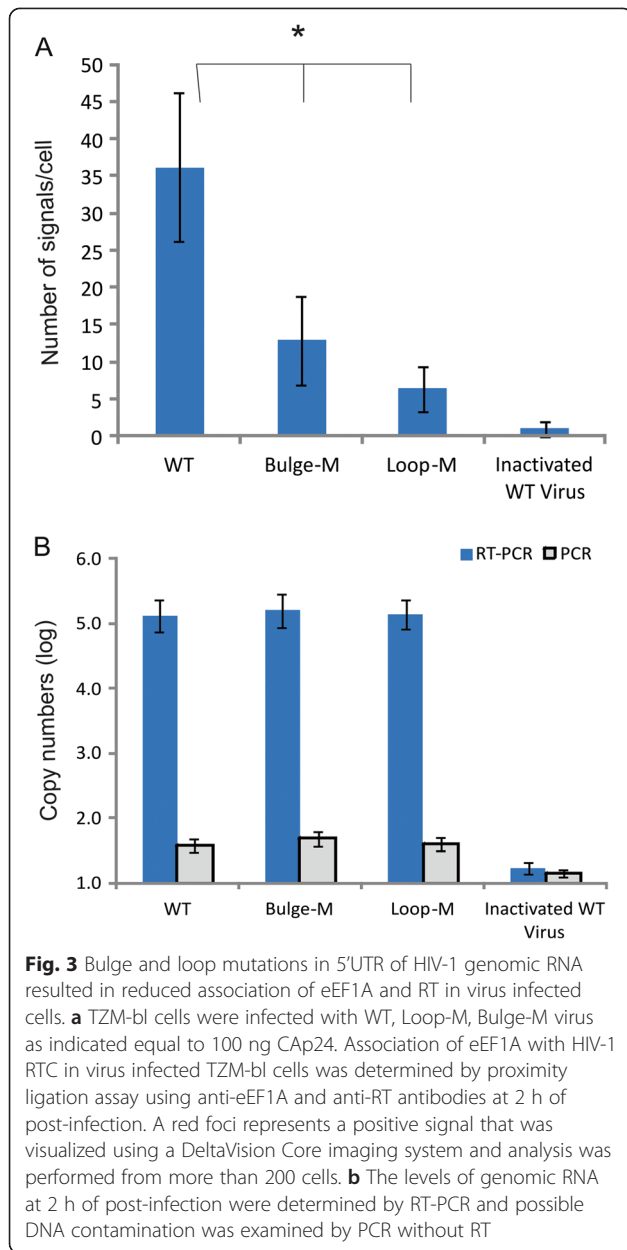 A
*
Number of signals/cell
50
45
40
35
30
25
20
15
10
5
0
WT
Bulge-M
Loop-M
Inactivated
WT Virus
B
RT-PCR
PCR
Copy numbers (log)
6.0
5.0
4.0
3.0
2.0
1.0
WT
Bulge-M
Loop-M
Inactivated WT
Virus
Fig. 3 Bulge and loop mutations in 5’UTR of HIV-1 genomic RNA
resulted in reduced association of eEF1A and RT in virus infected
cells. a TZM-bl cells were infected with WT, Loop-M, Bulge-M virus
as indicated equal to 100 ng CAp24. Association of eEF1A with HIV-1
RTC in virus infected TZM-bl cells was determined by proximity
ligation assay using anti-eEF1A and anti-RT antibodies at 2 h of
post-infection. A red foci represents a positive signal that was
visualized using a DeltaVision Core imaging system and analysis was
performed from more than 200 cells. b The levels of genomic RNA
at 2 h of post-infection were determined by RT-PCR and possible
DNA contamination was examined by PCR without RT